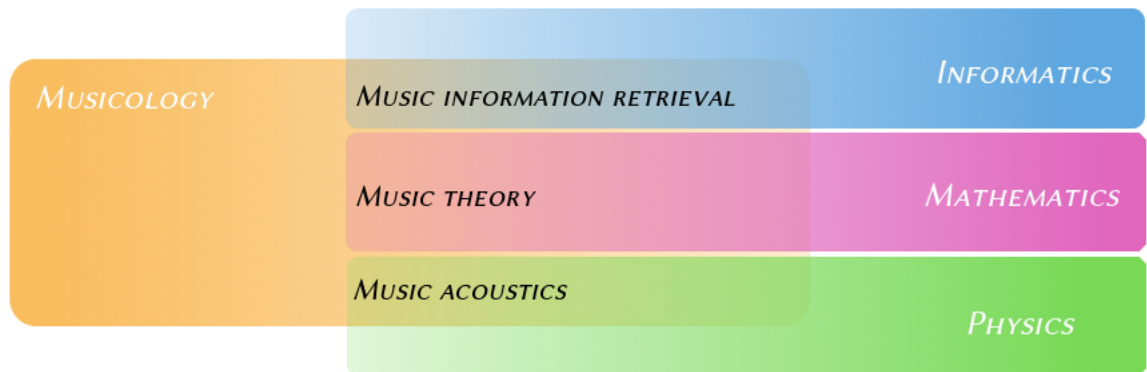 Musicology
Informatics
Music information retrieval
Music theory
Mathematics
Music acoustics
Physics